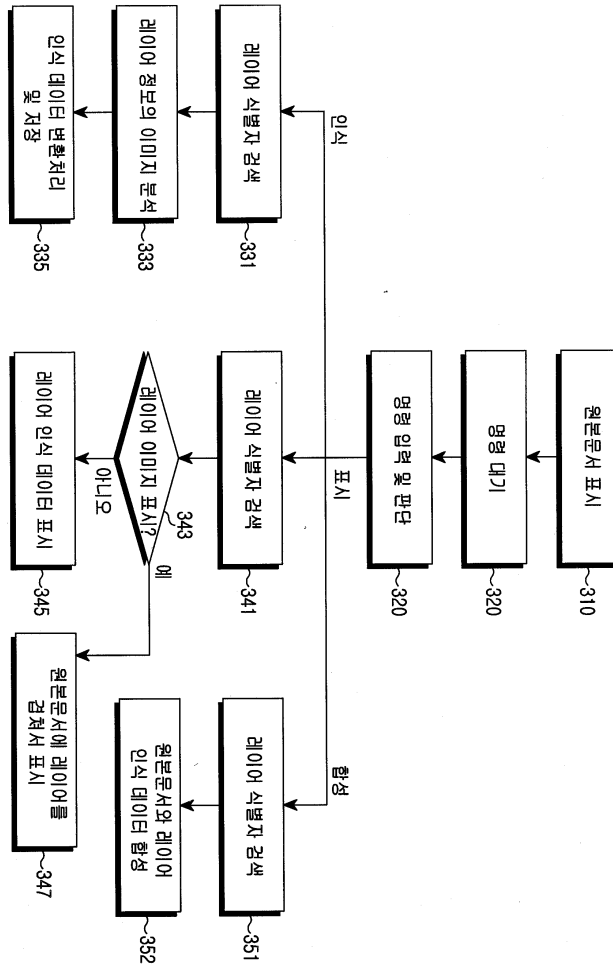 원본문서 표시
310
명령 대기
320
명령 입력 및 판단
320
인식
표시
합성
레이어 식별자 검색
331
레이어 정보의 이미지 분석
333
인식 데이터 변환처리
및 저장
335
레이어 식별자 검색
341
레이어 이미지 표시?
343
예
아니오
레이어 인식 데이터 표시
345
원본문서에 레이어를
겹쳐서 표시
347
레이어 식별자 검색
351
원본문서와 레이어
인식 데이터 합성
352